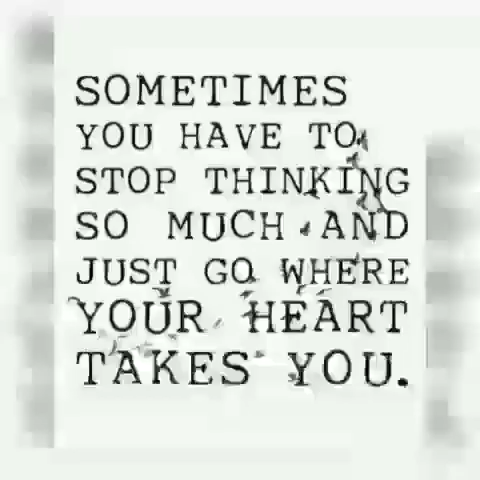 SOMETIMES
YOU HAVE TO
STOP THINKING
SO MUCH AND
JUST GO WHERE
YOUR HEART
TAKES YOU.